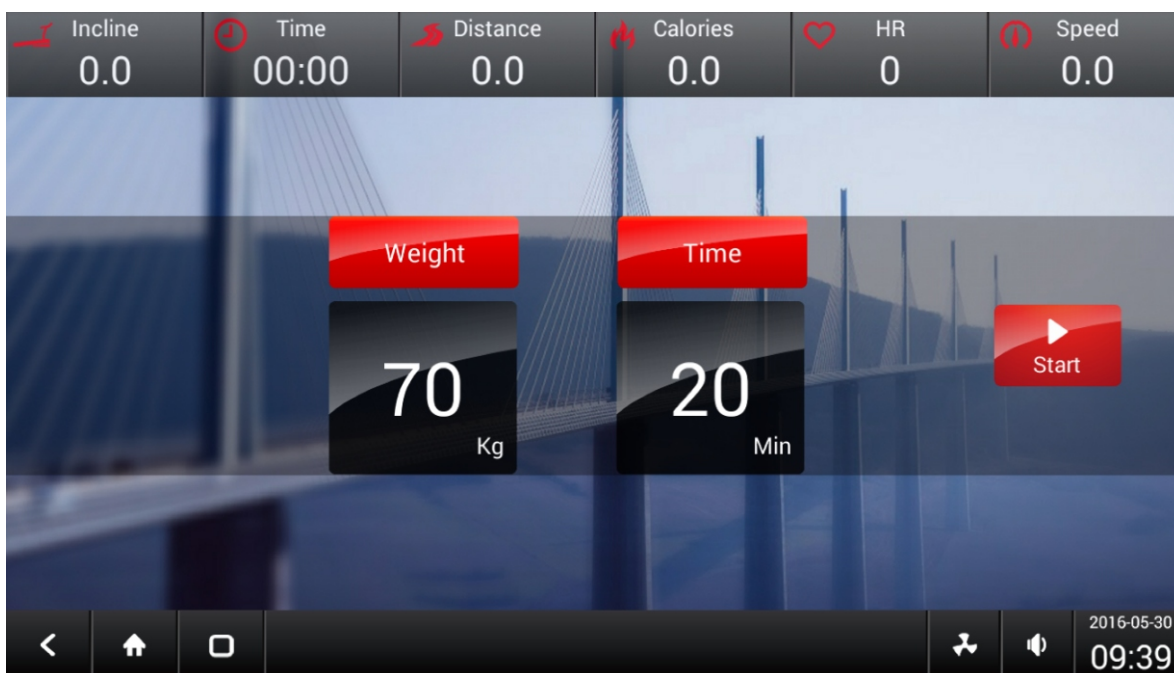 Incline
0.0
Time
00:00
Distance
0.0
Calories
0.0
HR
0
Speed
0.0
Weight
Time
70
Kg
20
Min
Start
2016-05-30
09:39